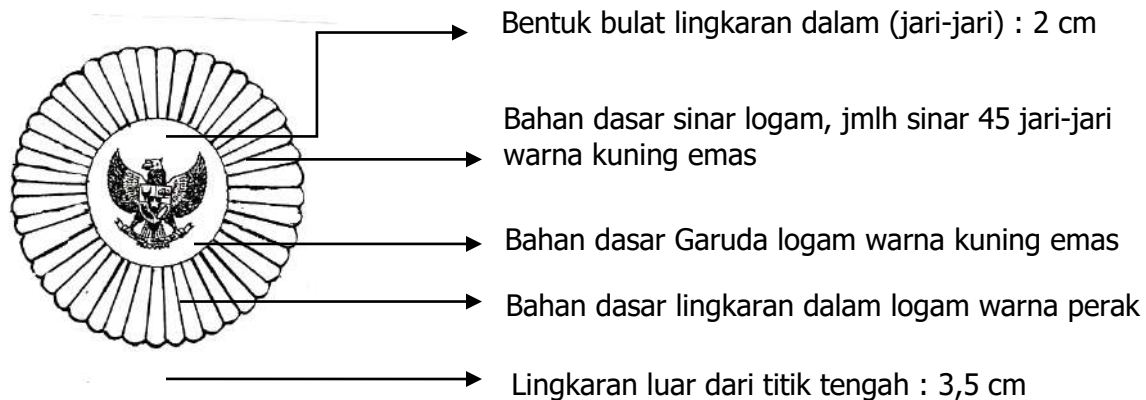 Bentuk bulat lingkaran dalam (jari-jari) : 2 cm
Bahan dasar sinar logam, jmlh sinar 45 jari-jari
warna kuning emas
Bahan dasar Garuda logam warna kuning emas
Bahan dasar lingkaran dalam logam warna perak
Lingkaran luar dari titik tengah : 3,5 cm